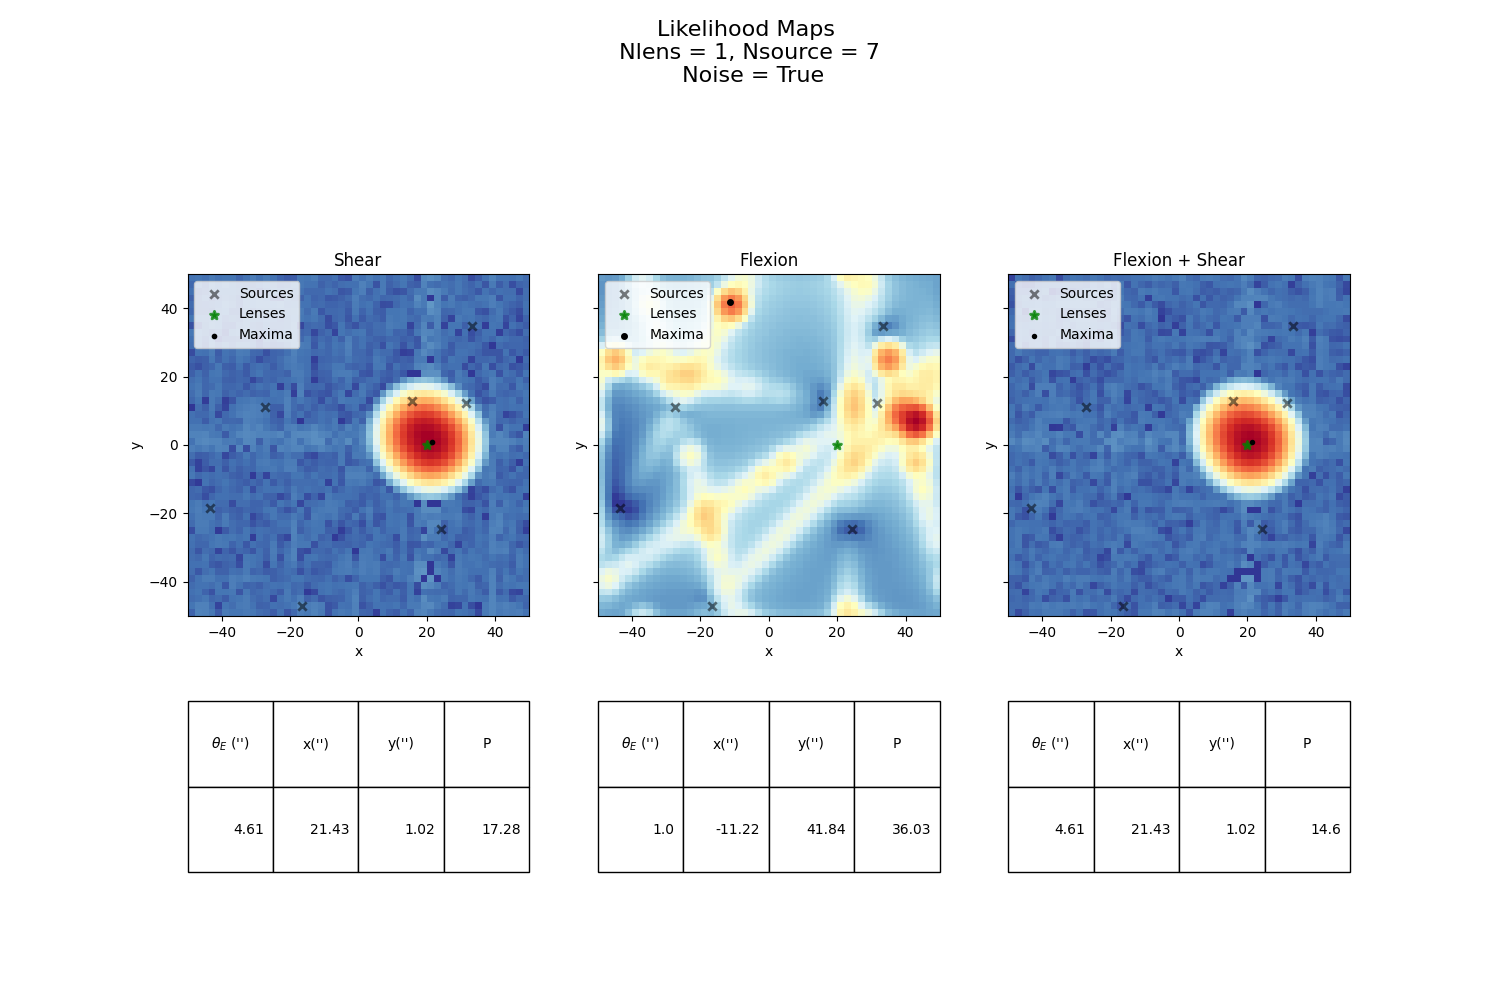 Likelihood Maps
Nlens = 1, Nsource = 7
Noise = True
Shear
Sources
Lenses
Maxima
40
20
0
−20
−40
y
−40 −20 0 20 40
x
Flexion
Sources
Lenses
Maxima
y
−40 −20 0 20 40
x
Flexion + Shear
Sources
Lenses
Maxima
y
−40 −20 0 20 40
x
θ_E ('') x('') y('') P
4.61 21.43 1.02 17.28
θ_E ('') x('') y('') P
1.0 -11.22 41.84 36.03
θ_E ('') x('') y('') P
4.61 21.43 1.02 14.6